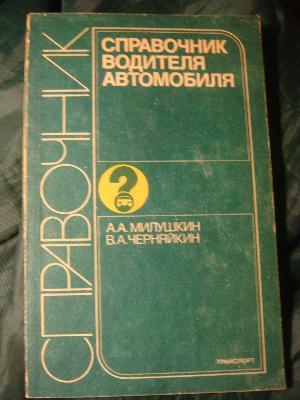 СПРАВОЧНИК
СПРАВОЧНИК
ВОДИТЕЛЯ
АВТОМОБИЛЯ
?
А.А.МИЛУШКИН
В.А.ЧЕРНЯЙКИН
ТРАНСПОРТ